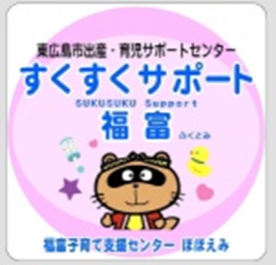 東広島市出産・育児サポートセンター
すくすくサポート
SUKUSUKU Support
福富 ふくとみ
福富子育て支援センター ほほえみ